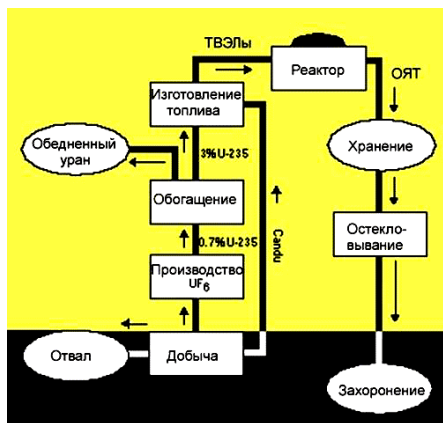 ТВЭЛы
Реактор
ОЯТ
Изготовление
топлива
Обедненный
уран
3%U-235
Хранение
Обогащение
Остекло-
вывание
0.7%U-235
Candu
Производство
UF6
Отвал
Добыча
Захоронение